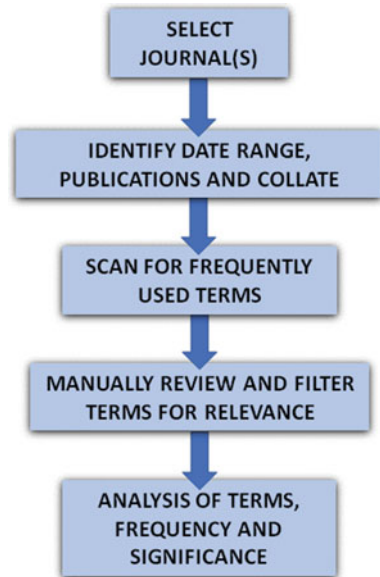 SELECT
JOURNAL(S)
IDENTIFY DATE RANGE,
PUBLICATIONS AND COLLATE
SCAN FOR FREQUENTLY
USED TERMS
MANUALLY REVIEW AND FILTER
TERMS FOR RELEVANCE
ANALYSIS OF TERMS,
FREQUENCY AND
SIGNIFICANCE